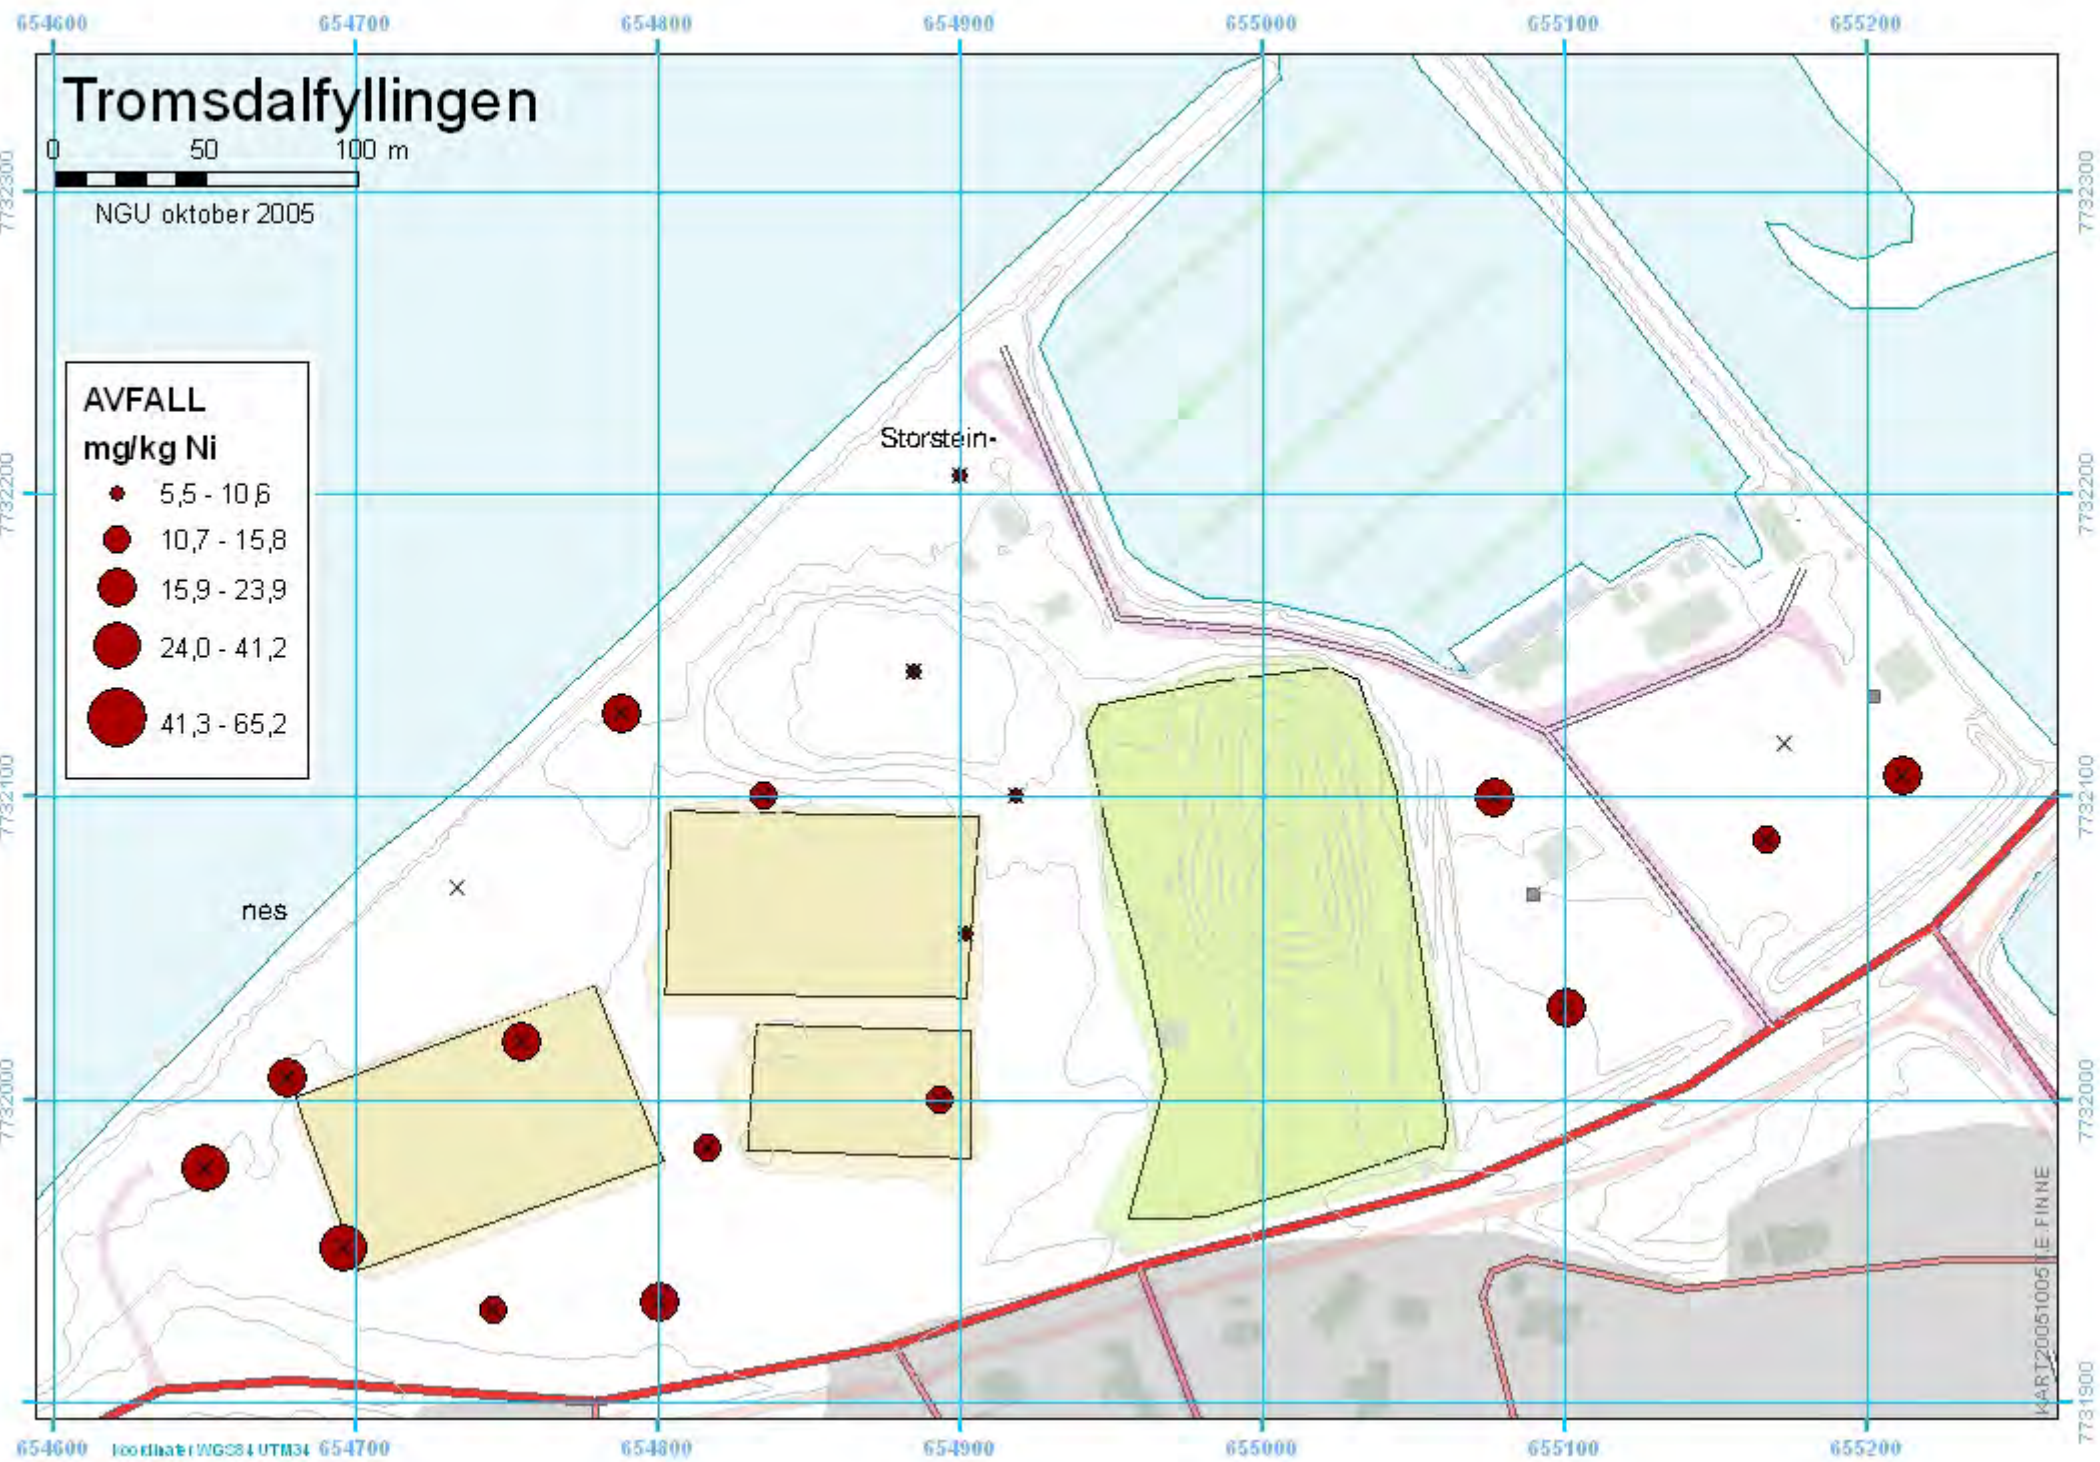 654600 654700 654800 654900 655000 655100 655200
Tromsdalfyllingen
0 50 100 m
NGU oktober 2005
7732300 7732300
AVFALL
mg/kg Ni
5,5 - 10,6
10,7 - 15,8
15,9 - 23,9
24,0 - 41,2
41,3 - 65,2
Storstein-
7732200 7732200
7732100 7732100
nes
7732000 7732000
KART20051005T.E.FINNE
7731900
654600 koordinater WGS84 UTM34 654700 654800 654900 655000 655100 655200